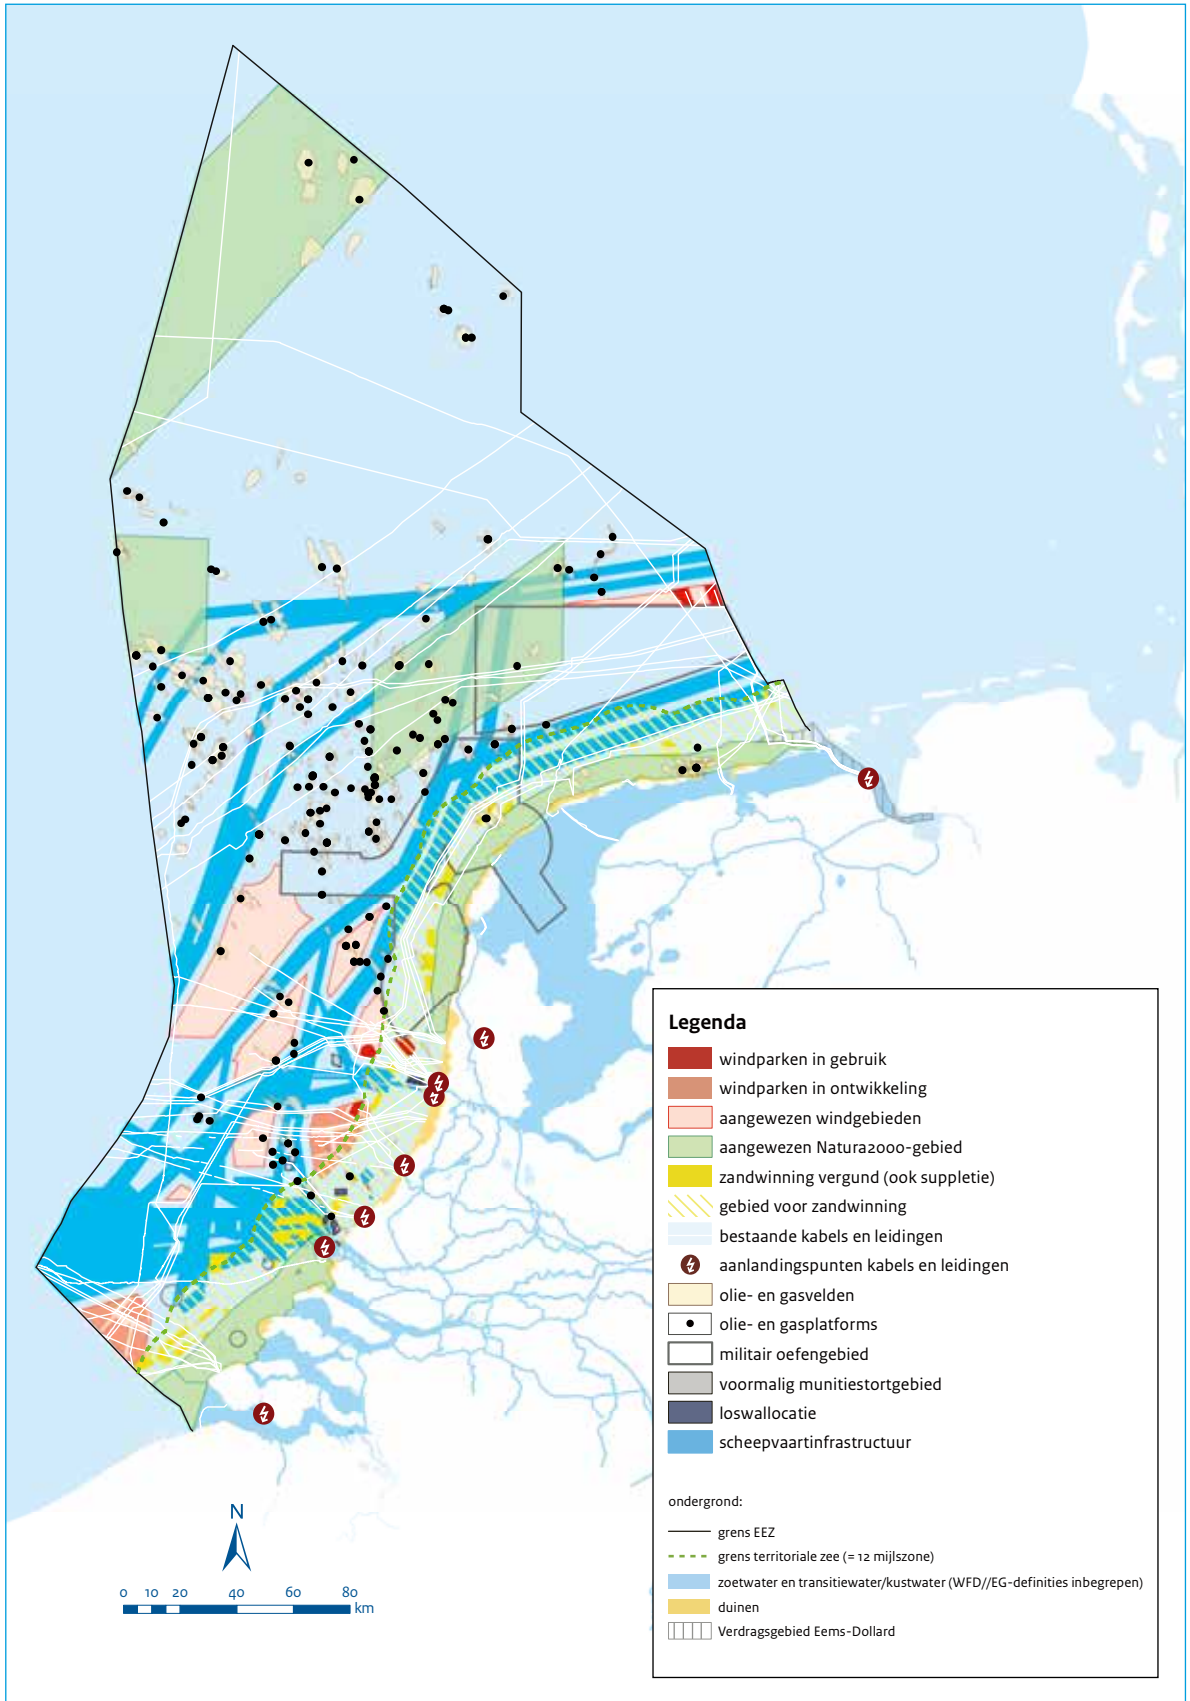 Legenda
windparken in gebruik
windparken in ontwikkeling
aangewezen windgebieden
aangewezen Natura2000-gebied
zandwinning vergund (ook suppletie)
gebied voor zandwinning
bestaande kabels en leidingen
aanlandingspunten kabels en leidingen
olie- en gasvelden
olie- en gasplatforms
militair oefengebied
voormalig munitiestortgebied
loswallocatie
scheepvaartinfrastructuur
ondergrond:
grens EEZ
grens territoriale zee (= 12 mijlszone)
zoetwater en transitiewater/kustwater (WFD//EG-definities inbegrepen)
duinen
Verdragsgebied Eems-Dollard
N
0 10 20 40 60 80
km